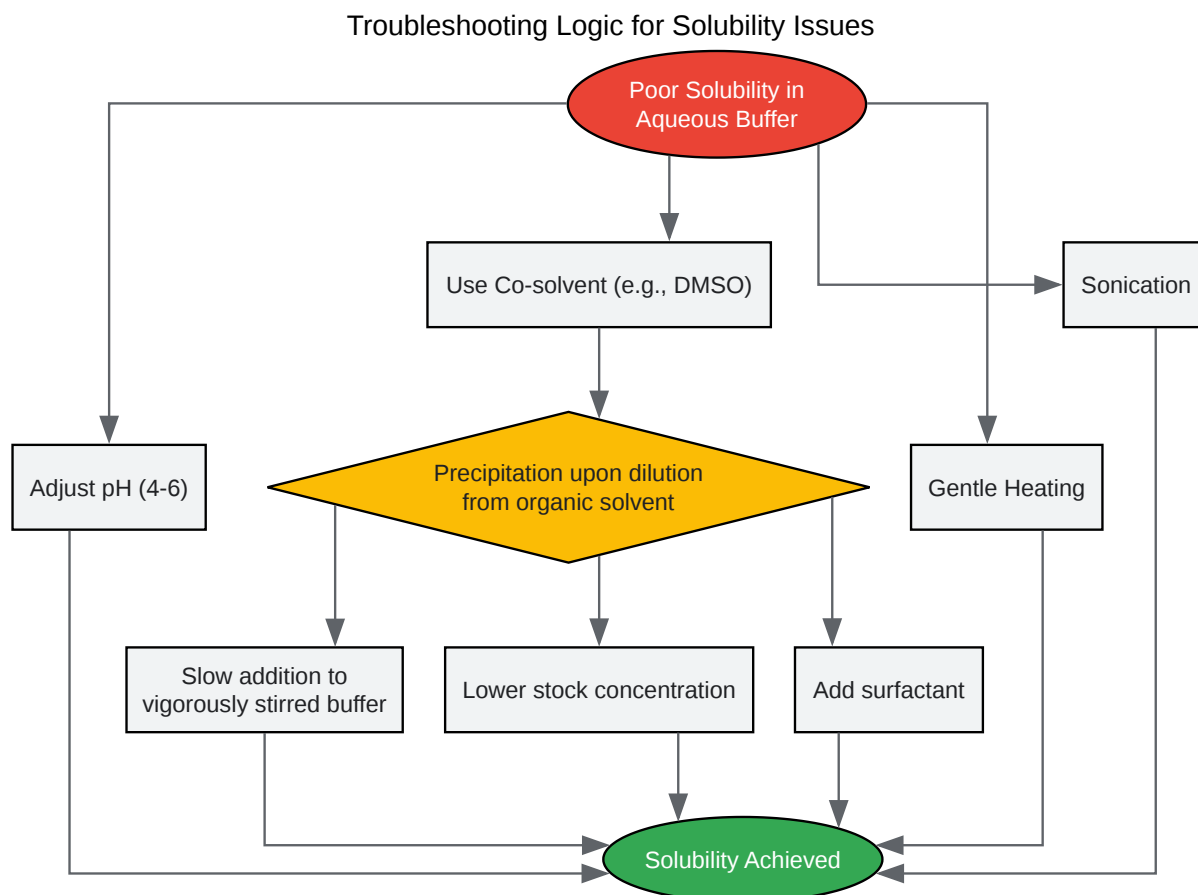 Troubleshooting Logic for Solubility Issues
Poor Solubility in
Aqueous Buffer
Use Co-solvent (e.g., DMSO)
Sonication
Adjust pH (4-6)
Precipitation upon dilution
from organic solvent
Gentle Heating
Slow addition to
vigorously stirred buffer
Lower stock concentration
Add surfactant
Solubility Achieved